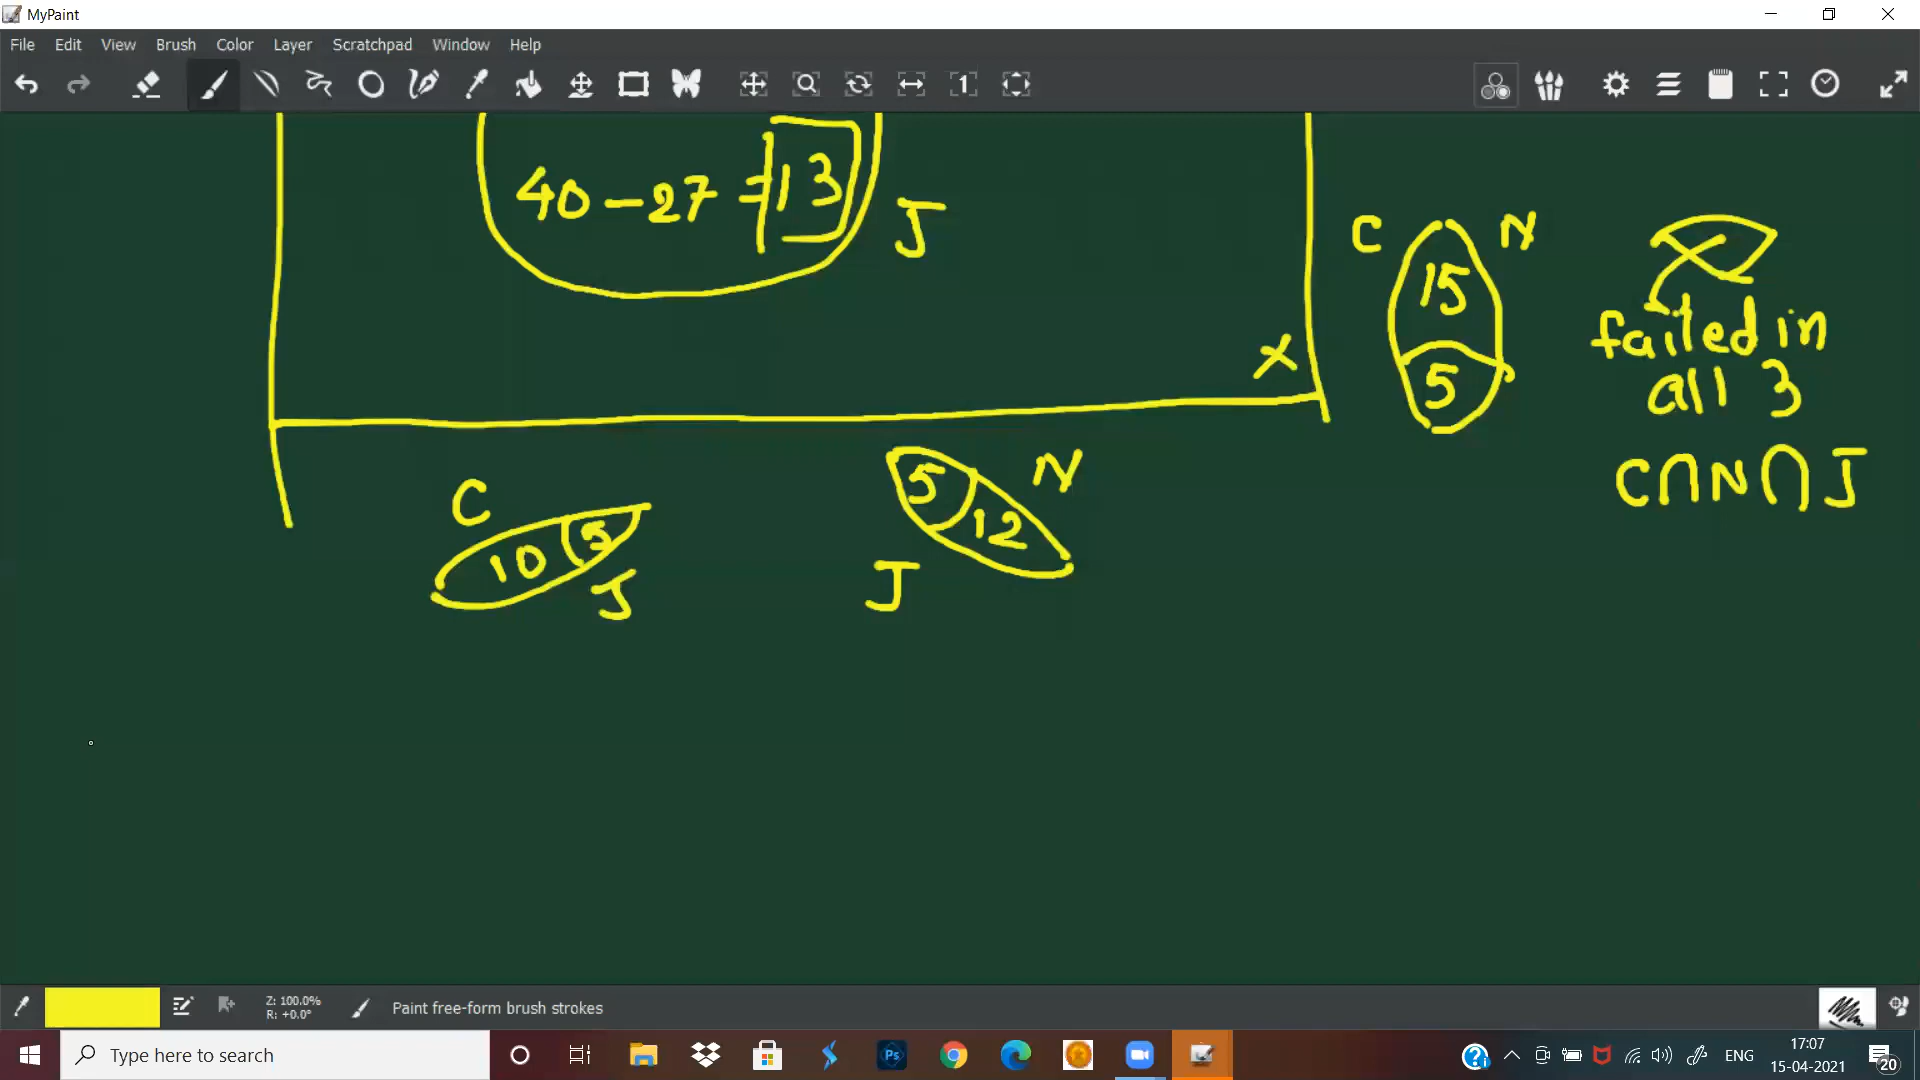 MyPaint
File Edit View Brush Color Layer Scratchpad Window Help
1
40 - 27 = 13
J
C N
15
5
failed in
all 3
C∩N∩J
X
C
10 5
J
5 N
12
J
Z: 100.0%
R: +0.0°
Paint free-form brush strokes
Type here to search
Ps
ENG
17:07
15-04-2021
20